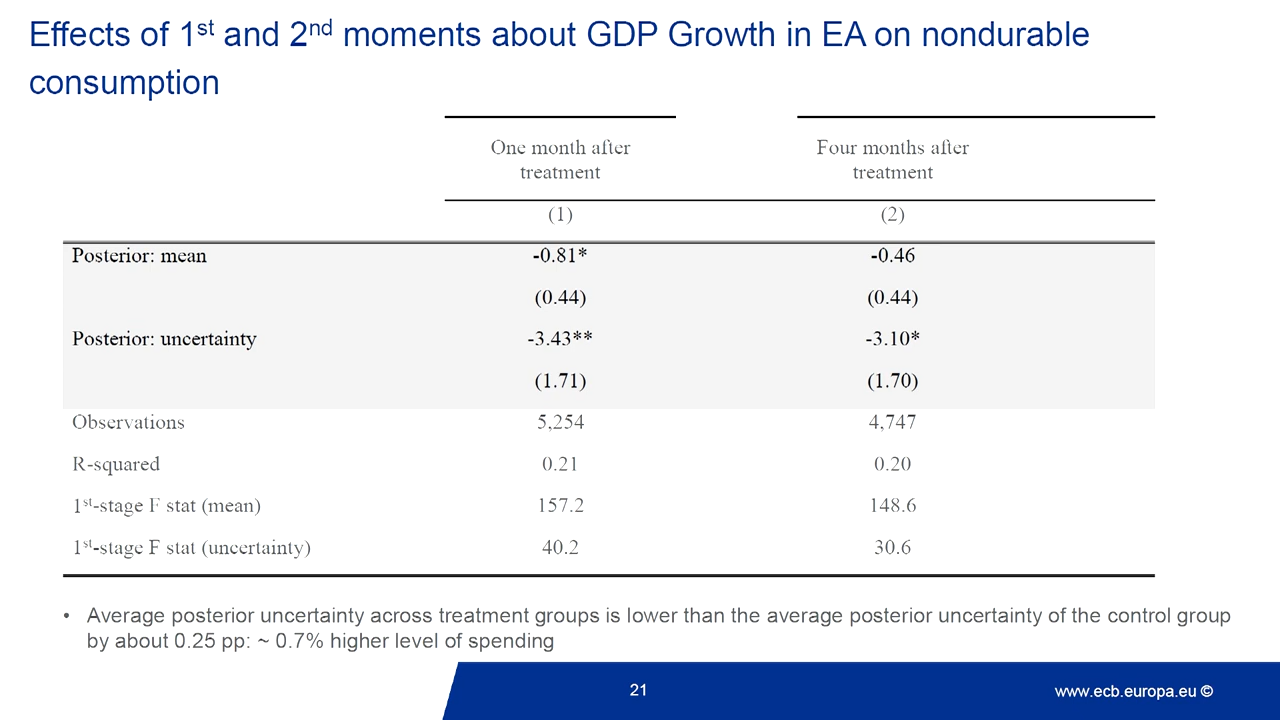 Effects of 1st and 2nd moments about GDP Growth in EA on nondurable
consumption
One month after treatment
Four months after treatment
(1) (2)
Posterior: mean -0.81* -0.46
(0.44) (0.44)
Posterior: uncertainty -3.43** -3.10*
(1.71) (1.70)
Observations 5,254 4,747
R-squared 0.21 0.20
1st-stage F stat (mean) 157.2 148.6
1st-stage F stat (uncertainty) 40.2 30.6
• Average posterior uncertainty across treatment groups is lower than the average posterior uncertainty of the control group
by about 0.25 pp: ~ 0.7% higher level of spending
21 www.ecb.europa.eu ©